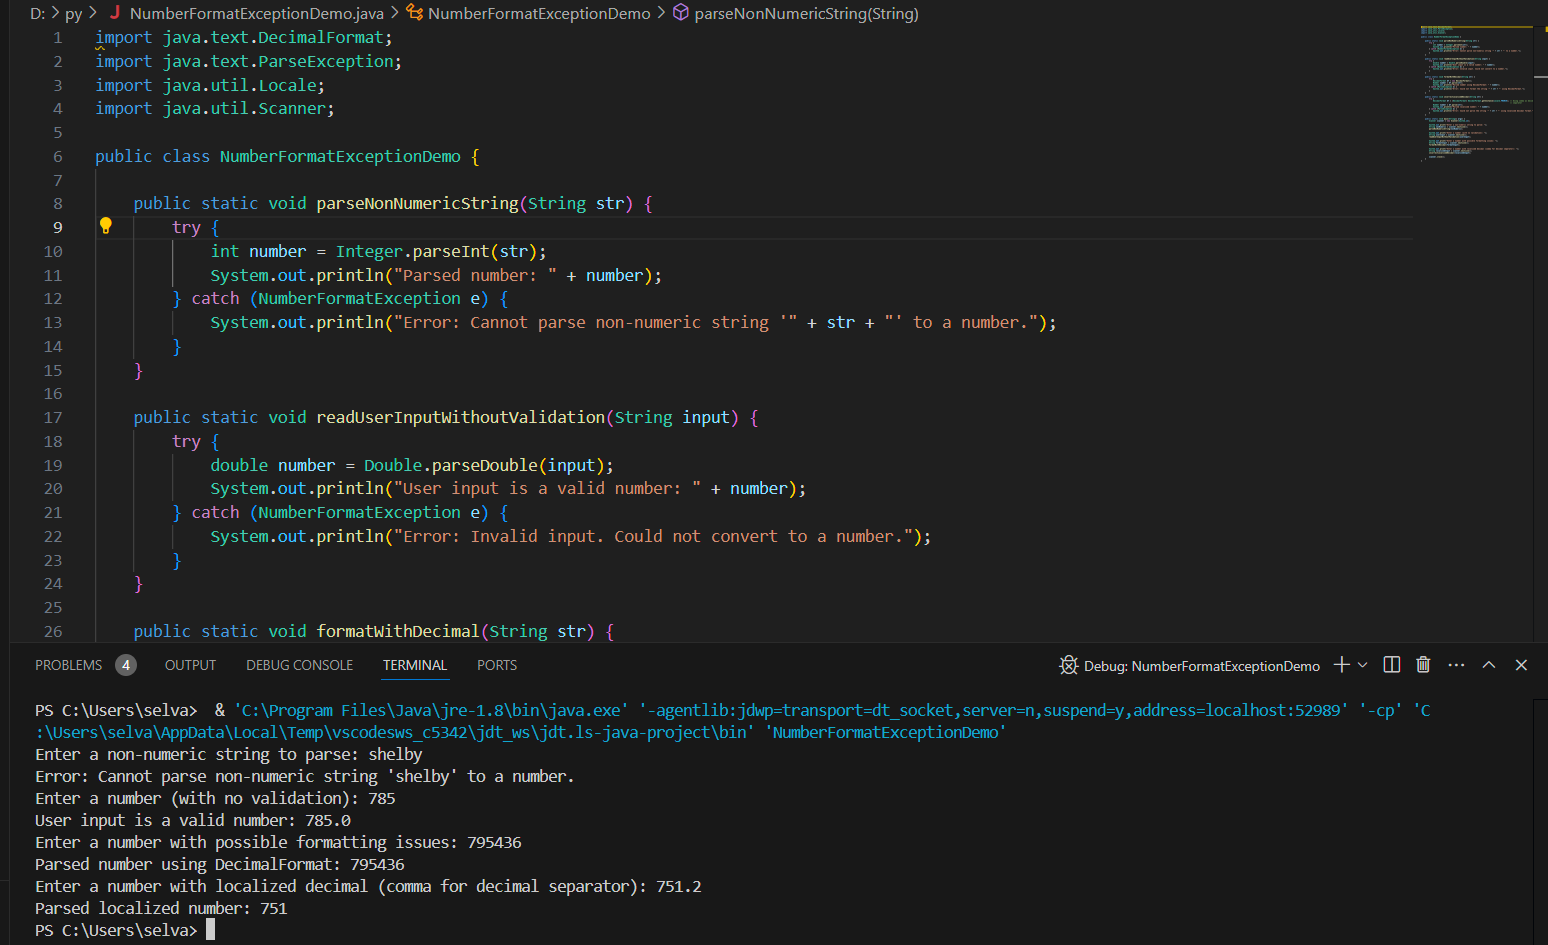 D: > py > J NumberFormatExceptionDemo.java > NumberFormatExceptionDemo > parseNonNumericString(String)
1 import java.text.DecimalFormat;
2 import java.text.ParseException;
3 import java.util.Locale;
4 import java.util.Scanner;
5
6 public class NumberFormatExceptionDemo {
7
8 public static void parseNonNumericString(String str) {
9 try {
10 int number = Integer.parseInt(str);
11 System.out.println("Parsed number: " + number);
12 } catch (NumberFormatException e) {
13 System.out.println("Error: Cannot parse non-numeric string '" + str + "' to a number.");
14 }
15 }
16
17 public static void readUserInputWithoutValidation(String input) {
18 try {
19 double number = Double.parseDouble(input);
20 System.out.println("User input is a valid number: " + number);
21 } catch (NumberFormatException e) {
22 System.out.println("Error: Invalid input. Could not convert to a number.");
23 }
24 }
25
26 public static void formatWithDecimal(String str) {
PROBLEMS 4 OUTPUT DEBUG CONSOLE TERMINAL PORTS Debug: NumberFormatExceptionDemo
PS C:\Users\selva>  & 'C:\Program Files\Java\jre-1.8\bin\java.exe' '-agentlib:jdwp=transport=dt_socket,server=n,suspend=y,address=localhost:52989' '-cp' 'C
:\Users\selva\AppData\Local\Temp\vscodesws_c5342\jdt_ws\jdt.ls-java-project\bin' 'NumberFormatExceptionDemo'
Enter a non-numeric string to parse: shelby
Error: Cannot parse non-numeric string 'shelby' to a number.
Enter a number (with no validation): 785
User input is a valid number: 785.0
Enter a number with possible formatting issues: 795436
Parsed number using DecimalFormat: 795436
Enter a number with localized decimal (comma for decimal separator): 751.2
Parsed localized number: 751
PS C:\Users\selva>